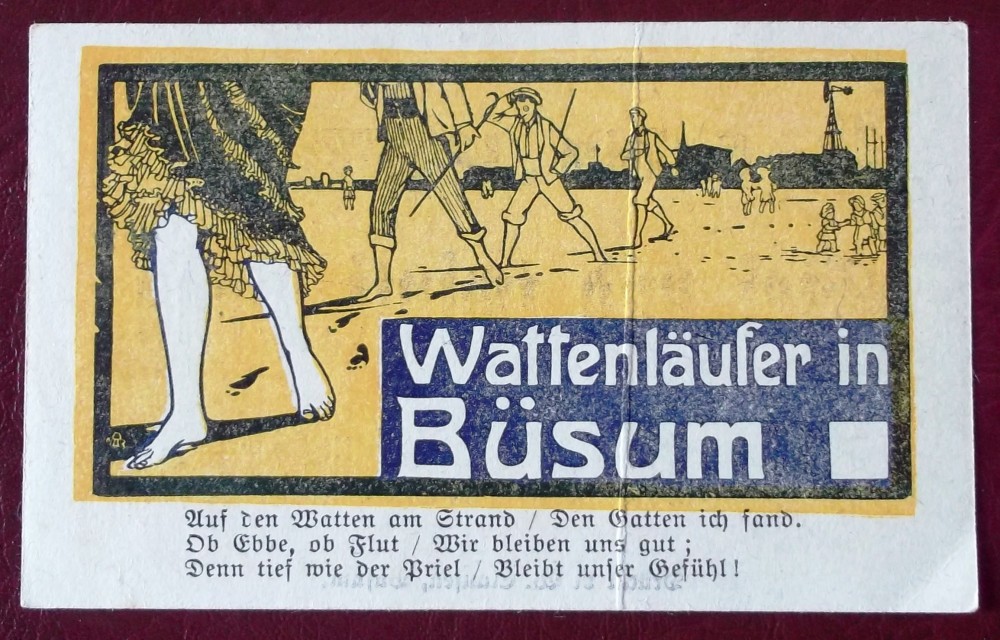 Wattenläufer in
Büsum
Auf den Watten am Strand / Den Gatten ich fand.
Ob Ebbe, ob Flut / Wir bleiben uns gut ;
Denn tief wie der Priel / Bleibt unser Gefühl!